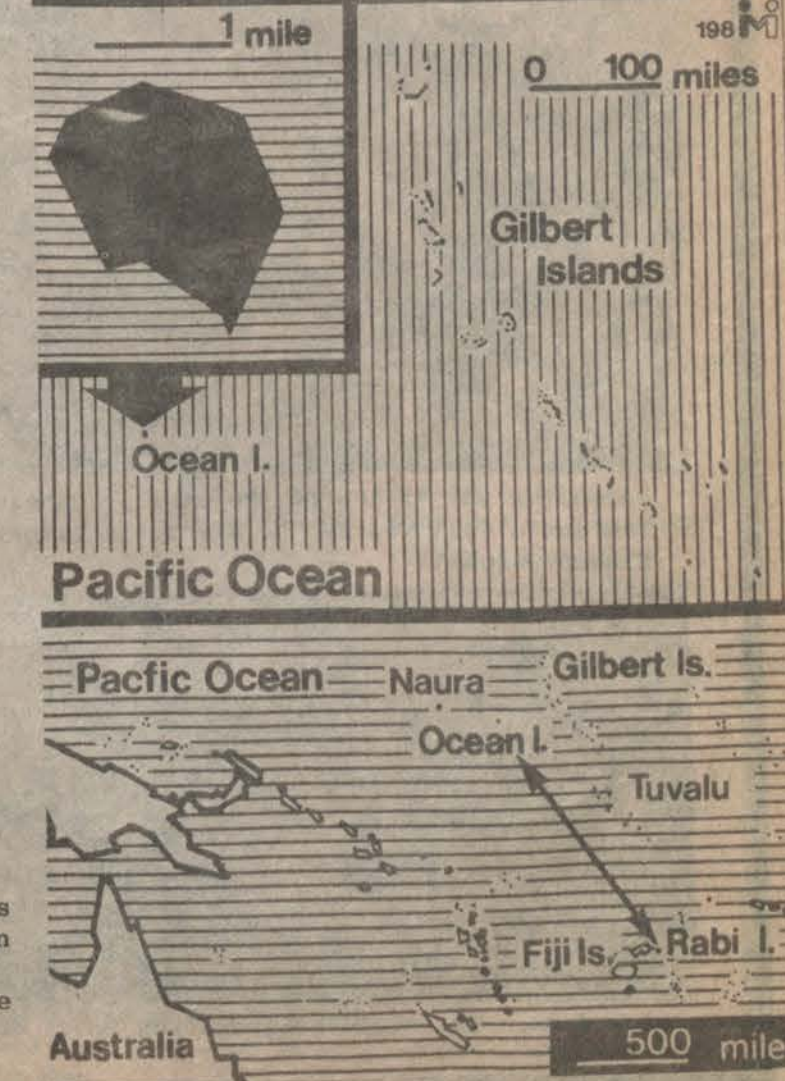 1 mile
198
0 100 miles
Gilbert
Islands
Ocean I.
Pacific Ocean
Pacfic Ocean
Naura
Gilbert Is.
Ocean I.
Tuvalu
s
n
Fiji Is.
Rabi I.
e
Australia
500 mile